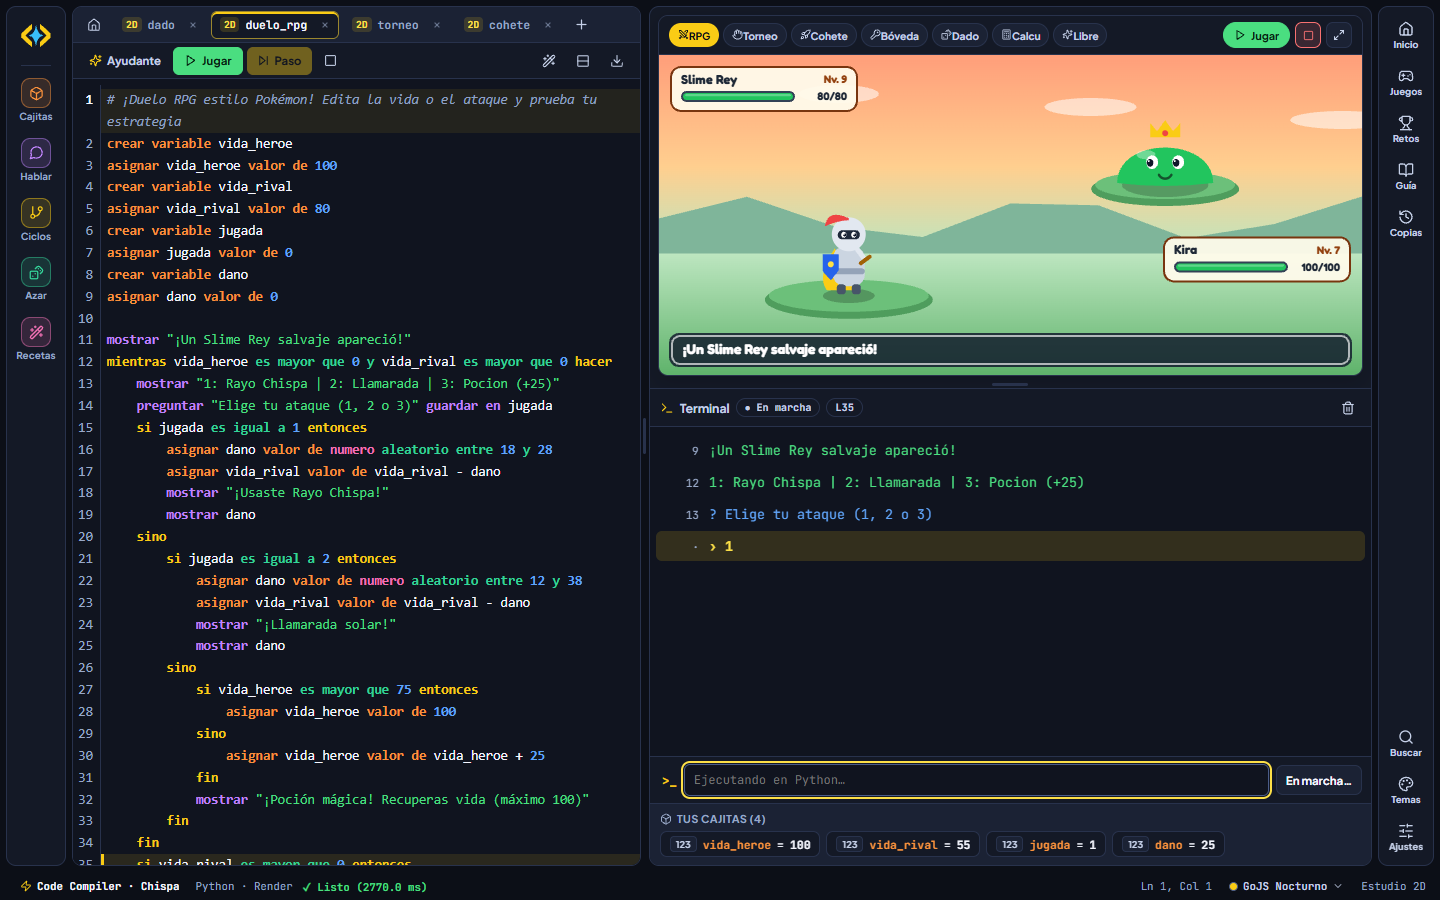 Cajitas
Hablar
Ciclos
Azar
Recetas
2D dado ×
2D duelo_rpg ×
2D torneo ×
2D cohete ×
+
Ayudante
Jugar
Paso
1 # ¡Duelo RPG estilo Pokémon! Edita la vida o el ataque y prueba tu
estrategia
2 crear variable vida_heroe
3 asignar vida_heroe valor de 100
4 crear variable vida_rival
5 asignar vida_rival valor de 80
6 crear variable jugada
7 asignar jugada valor de 0
8 crear variable dano
9 asignar dano valor de 0
10
11 mostrar "¡Un Slime Rey salvaje apareció!"
12 mientras vida_heroe es mayor que 0 y vida_rival es mayor que 0 hacer
13 mostrar "1: Rayo Chispa | 2: Llamarada | 3: Pocion (+25)"
14 preguntar "Elige tu ataque (1, 2 o 3)" guardar en jugada
15 si jugada es igual a 1 entonces
16 asignar dano valor de numero aleatorio entre 18 y 28
17 asignar vida_rival valor de vida_rival - dano
18 mostrar "¡Usaste Rayo Chispa!"
19 mostrar dano
20 sino
21 si jugada es igual a 2 entonces
22 asignar dano valor de numero aleatorio entre 12 y 38
23 asignar vida_rival valor de vida_rival - dano
24 mostrar "¡Llamarada solar!"
25 mostrar dano
26 sino
27 si vida_heroe es mayor que 75 entonces
28 asignar vida_heroe valor de 100
29 sino
30 asignar vida_heroe valor de vida_heroe + 25
31 fin
32 mostrar "¡Poción mágica! Recuperas vida (máximo 100)"
33 fin
34 fin
35 si vida_rival es mayor que 0 entonces
RPG
Torneo
Cohete
Bóveda
Dado
Calcu
Libre
Jugar
Slime Rey Nv. 9
80/80
Kira Nv. 7
100/100
¡Un Slime Rey salvaje apareció!
Terminal
• En marcha
L35
9 ¡Un Slime Rey salvaje apareció!
12 1: Rayo Chispa | 2: Llamarada | 3: Pocion (+25)
13 ? Elige tu ataque (1, 2 o 3)
· › 1
>_ Ejecutando en Python…
En marcha…
TUS CAJITAS (4)
123 vida_heroe = 100
123 vida_rival = 55
123 jugada = 1
123 dano = 25
Inicio
Juegos
Retos
Guía
Copias
Buscar
Temas
Ajustes
Code Compiler · Chispa
Python · Render
✓ Listo (2770.0 ms)
Ln 1, Col 1
GoJS Nocturno
Estudio 2D